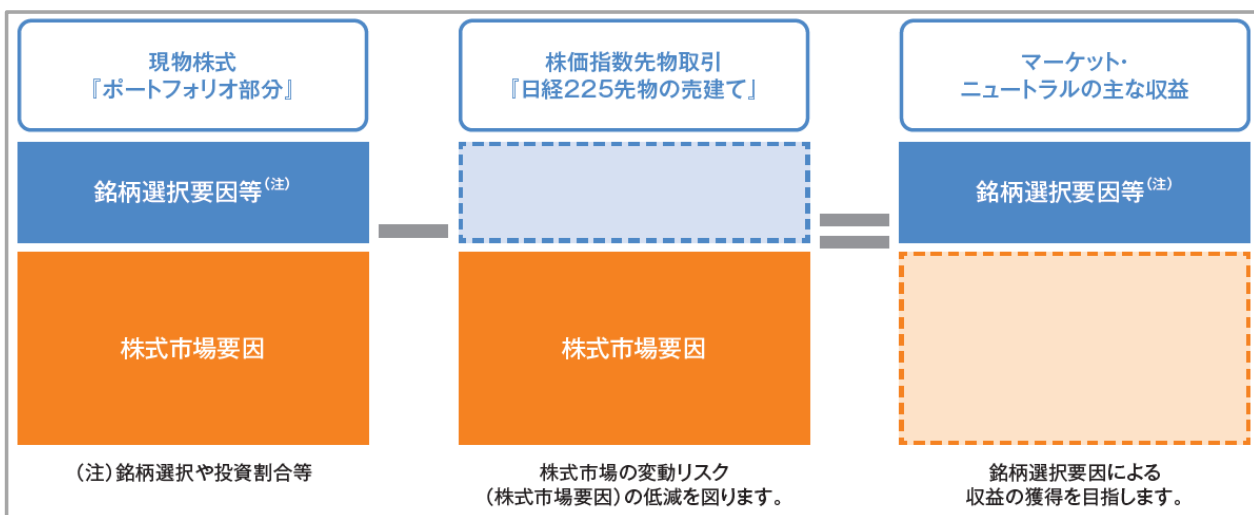 現物株式
『ポートフォリオ部分』
株価指数先物取引
『日経225先物の売建て』
マーケット・
ニュートラルの主な収益
銘柄選択要因等(注)
銘柄選択要因等(注)
株式市場要因
株式市場要因
(注)銘柄選択や投資割合等
株式市場の変動リスク
(株式市場要因)の低減を図ります。
銘柄選択要因による
収益の獲得を目指します。